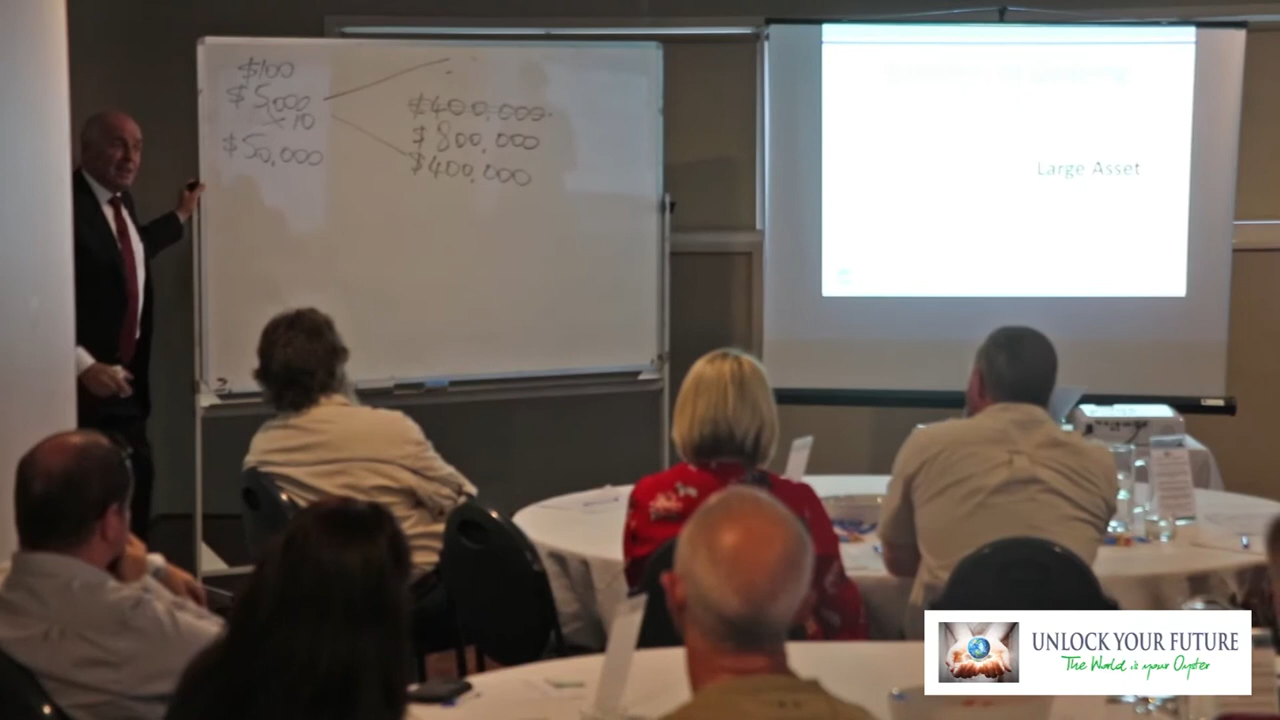 $100
$5,000
x10
$50,000
$400,000.
$800,000
$400,000
Large Asset
UNLOCK YOUR FUTURE
The World is your Oyster